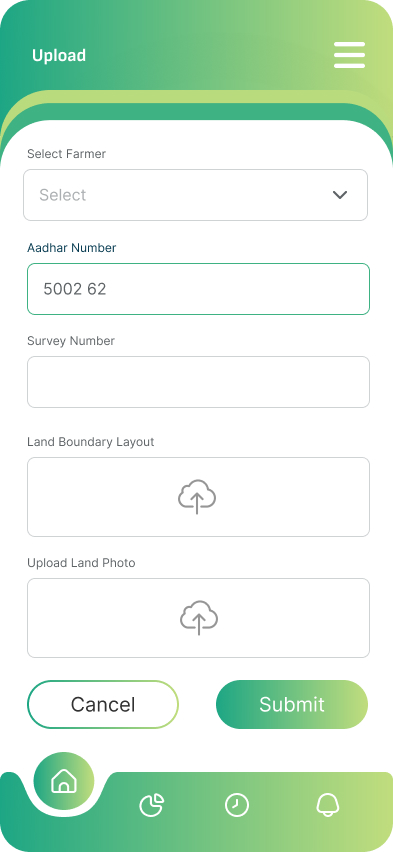 Upload
Select Farmer
Select
Aadhar Number
5002 62
Survey Number
Land Boundary Layout
Upload Land Photo
Cancel
Submit